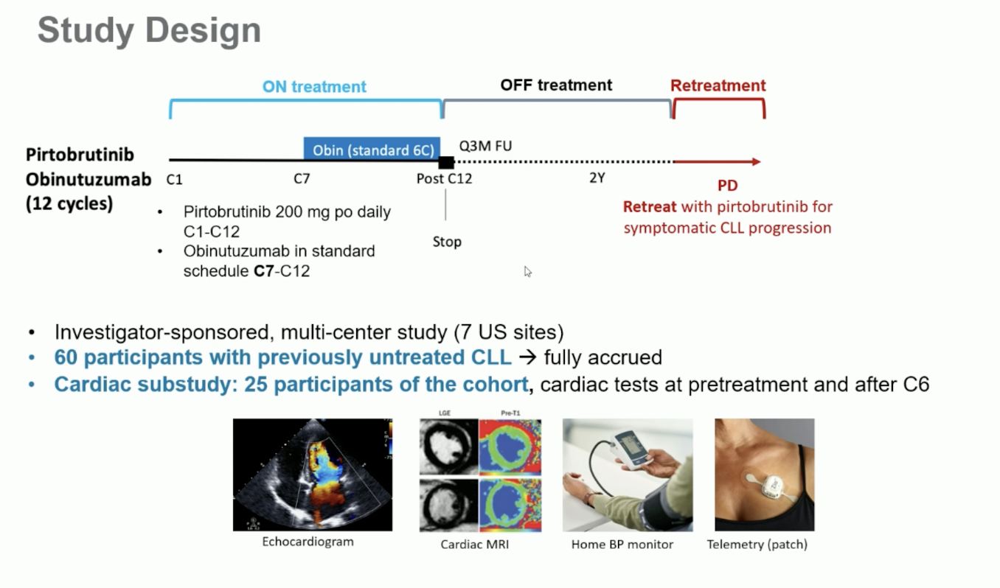 Study Design
ON treatment
OFF treatment
Retreatment
Pirtobrutinib
Obinutuzumab
(12 cycles)
Obin (standard 6C)
Q3M FU
C1
C7
Post C12
2Y
Stop
PD
Retreat with pirtobrutinib for
symptomatic CLL progression
• Pirtobrutinib 200 mg po daily
C1-C12
• Obinutuzumab in standard
schedule C7-C12
• Investigator-sponsored, multi-center study (7 US sites)
• 60 participants with previously untreated CLL → fully accrued
• Cardiac substudy: 25 participants of the cohort, cardiac tests at pretreatment and after C6
LGE
Pre-T1
Echocardiogram
Cardiac MRI
Home BP monitor
Telemetry (patch)